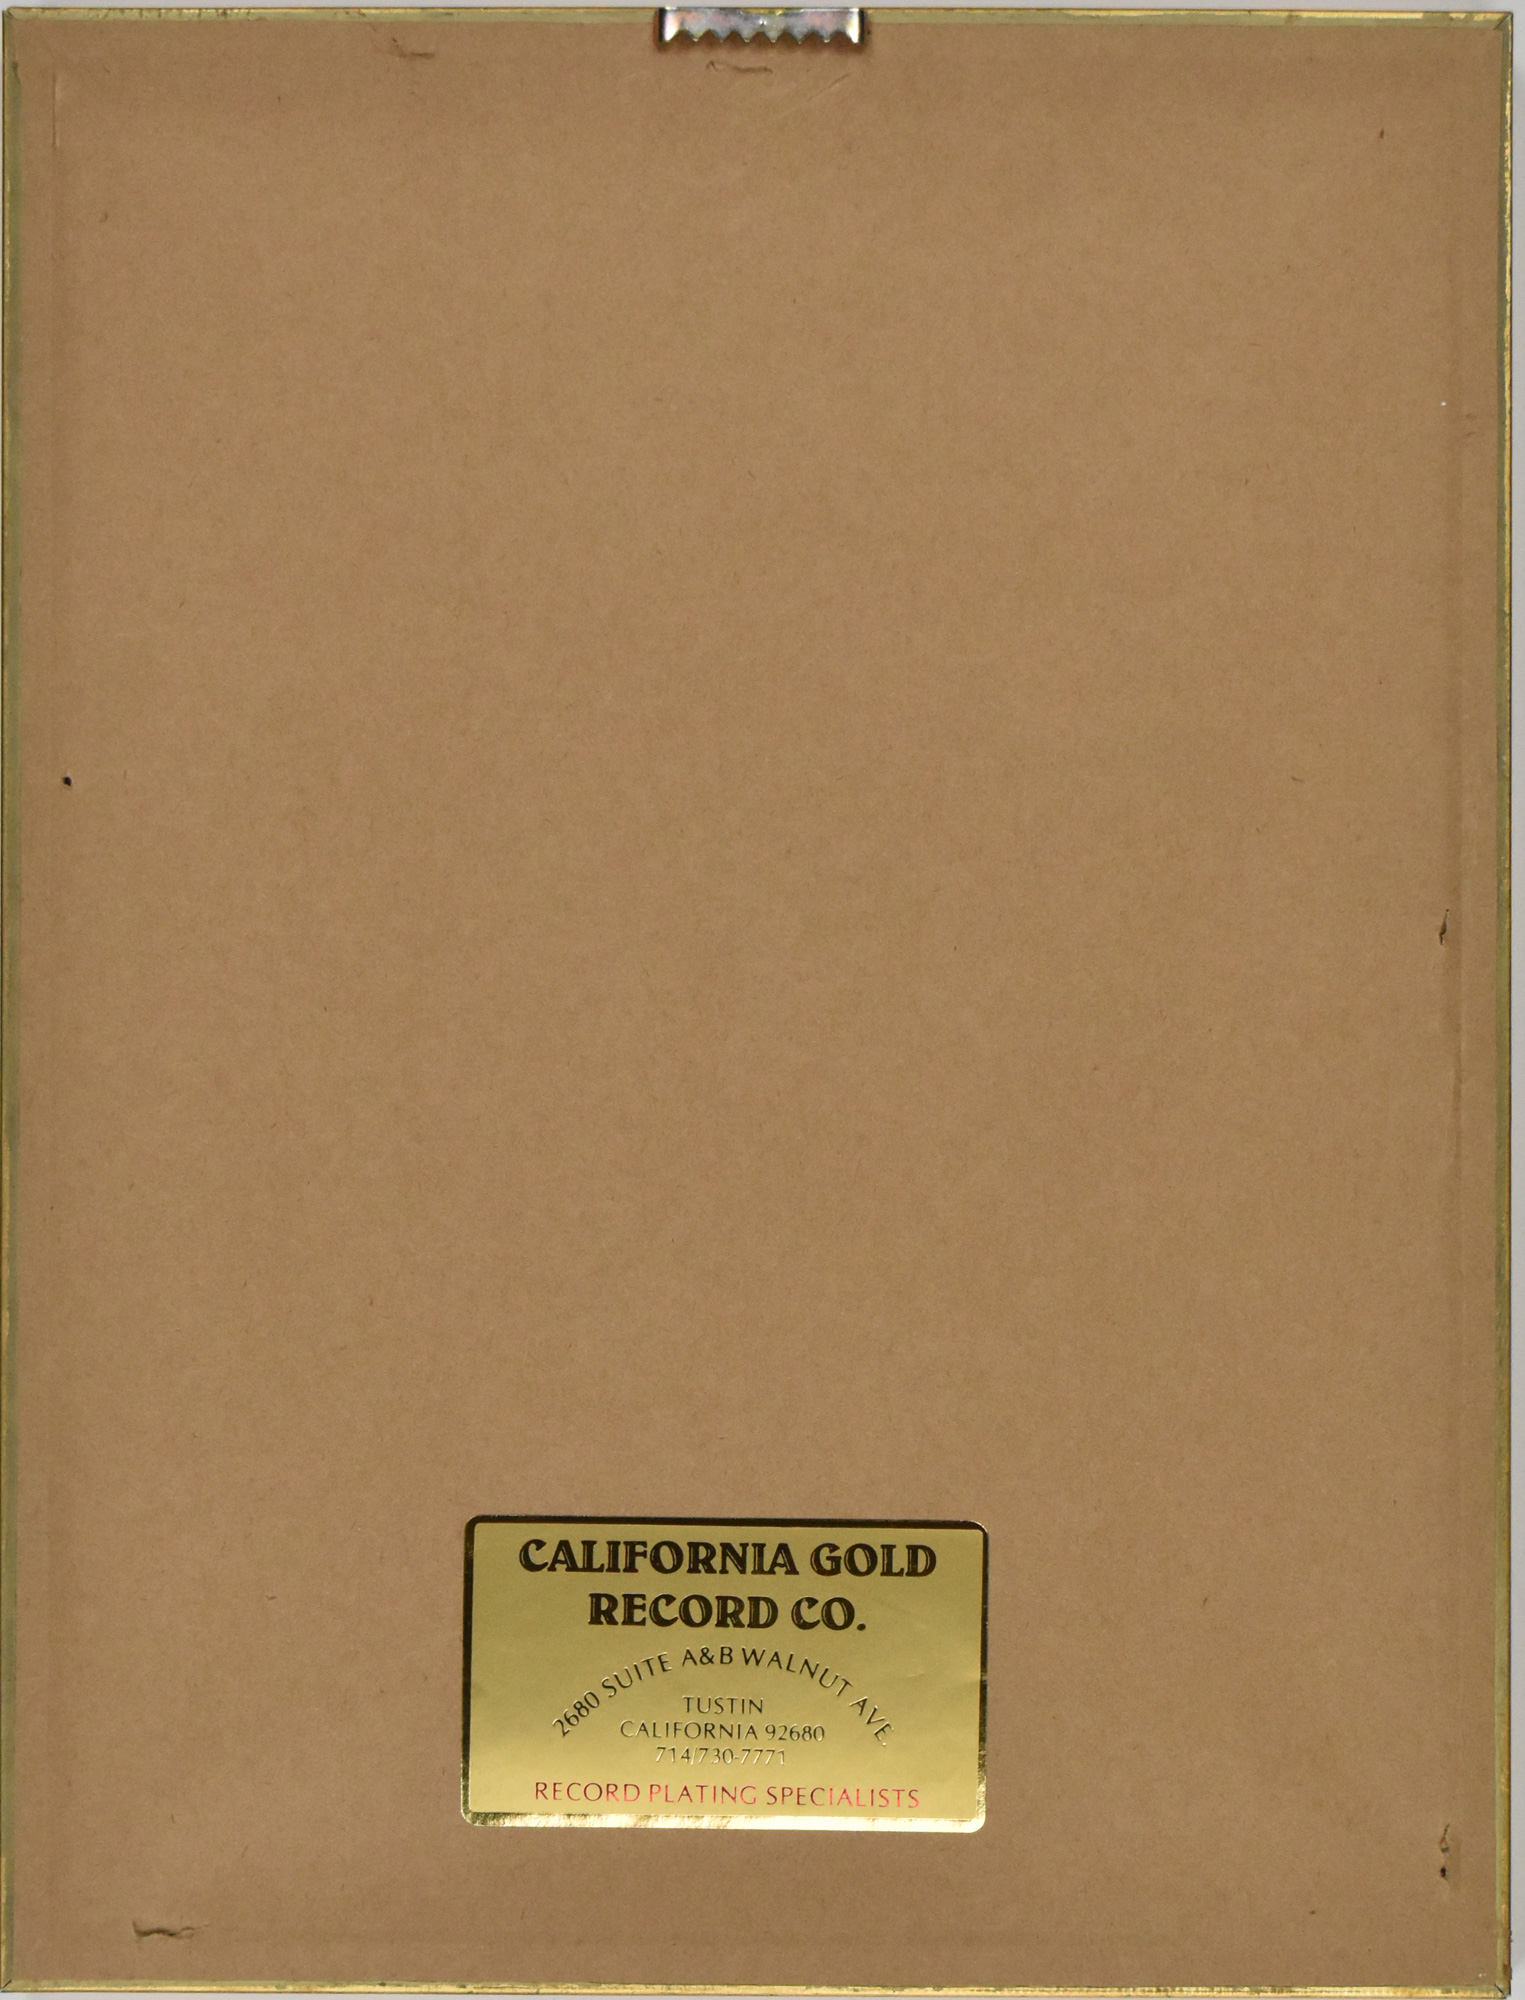 CALIFORNIA GOLD
RECORD CO.
2680 SUITE A&B WALNUT AVE.
TUSTIN
CALIFORNIA 92680
714/730-7771
RECORD PLATING SPECIALISTS